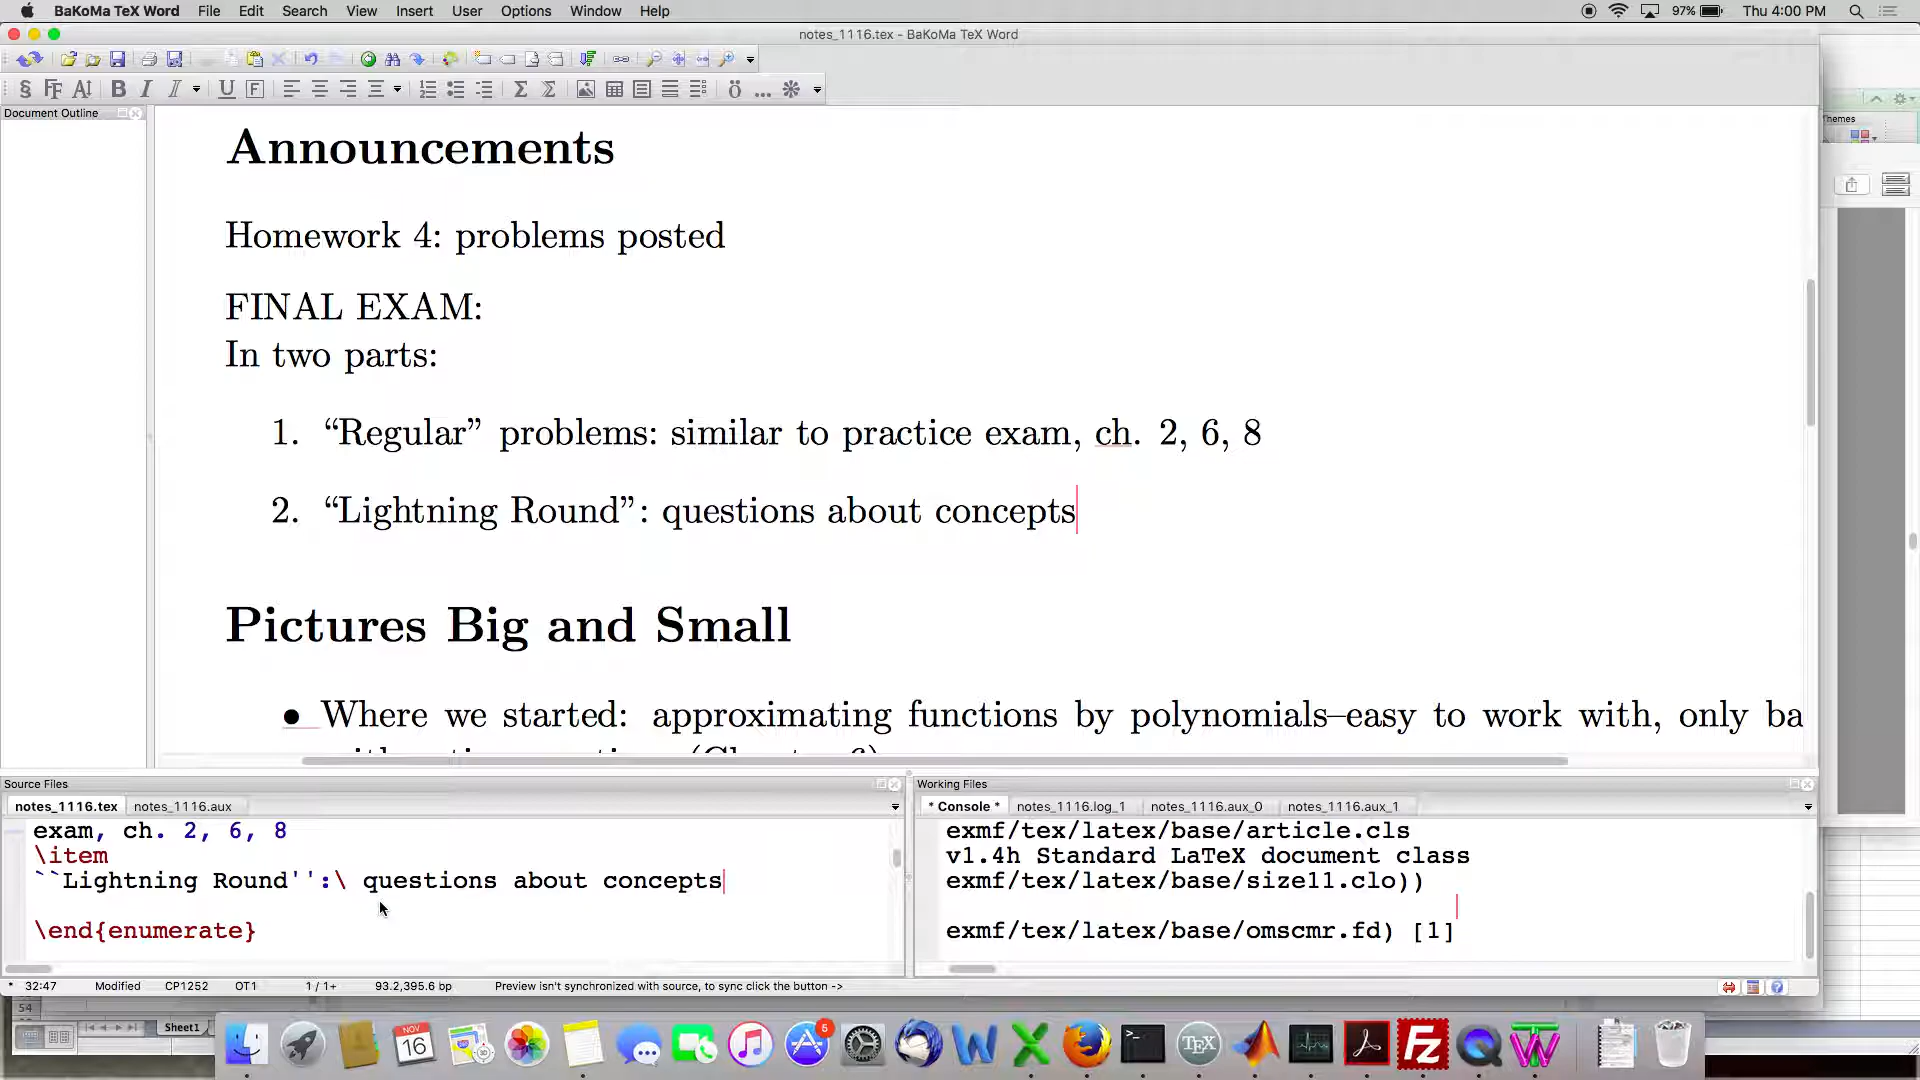 BaKoMa TeX Word File Edit Search View Insert User Options Window Help 97% Thu 4:00 PM
notes_1116.tex - BaKoMa TeX Word
Document Outline
Announcements
Homework 4: problems posted
FINAL EXAM:
In two parts:
1. “Regular” problems: similar to practice exam, ch. 2, 6, 8
2. “Lightning Round”: questions about concepts
Pictures Big and Small
• Where we started: approximating functions by polynomials–easy to work with, only ba
Source Files
notes_1116.tex notes_1116.aux
exam, ch. 2, 6, 8
\item
``Lightning Round'':\ questions about concepts
\end{enumerate}
Working Files
* Console * notes_1116.log_1 notes_1116.aux_0 notes_1116.aux_1
exmf/tex/latex/base/article.cls
v1.4h Standard LaTeX document class
exmf/tex/latex/base/size11.clo))
exmf/tex/latex/base/omscmr.fd) [1]
* 32:47 Modified CP1252 OT1 1 / 1+ 93.2,395.6 bp Preview isn't synchronized with source, to sync click the button ->
hemes
54
Sheet1
NOV
16
5
TEX